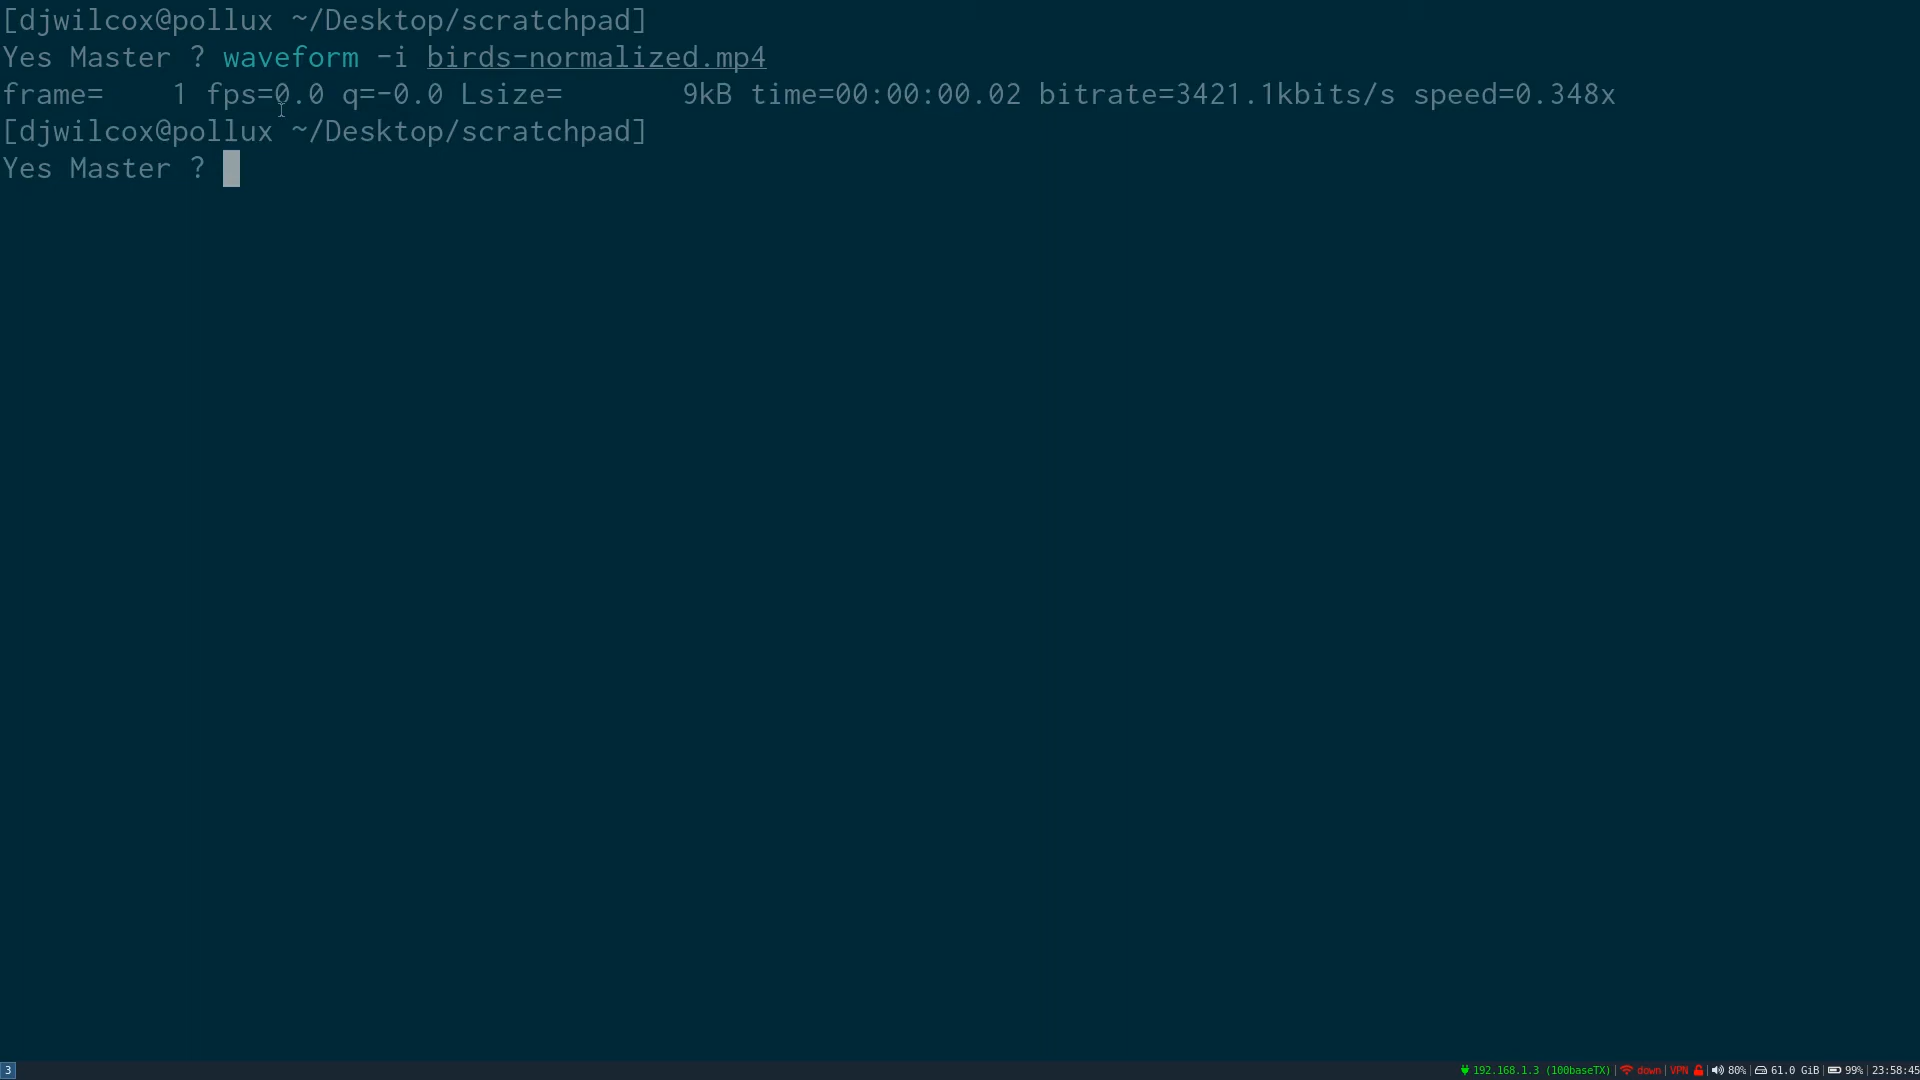 [djwilcox@pollux ~/Desktop/scratchpad]
Yes Master ? waveform -i birds-normalized.mp4
frame=    1 fps=0.0 q=-0.0 Lsize=       9kB time=00:00:00.02 bitrate=3421.1kbits/s speed=0.348x
[djwilcox@pollux ~/Desktop/scratchpad]
Yes Master ?
3 192.168.1.3 (100baseTX)| down|VPN | 80%| 61.0 GiB| 99%|23:58:45